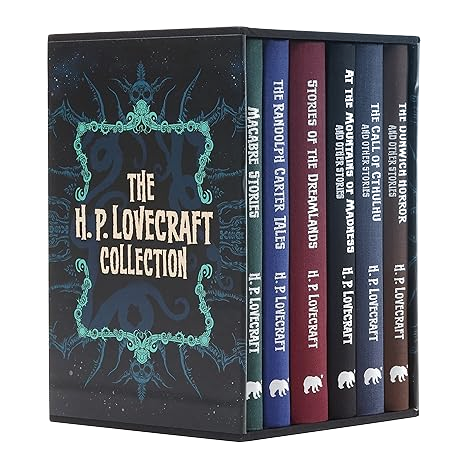 THE
H. P. LOVECRAFT
COLLECTION
MACABRE STORIES
H. P. LOVECRAFT
THE RANDOLPH CARTER TALES
H. P. LOVECRAFT
STORIES OF THE DREAMLANDS
H. P. LOVECRAFT
AT THE MOUNTAINS OF MADNESS
AND OTHER STORIES
H. P. LOVECRAFT
THE CALL OF CTHULHU
AND OTHER STORIES
H. P. LOVECRAFT
THE DUNWICH HORROR
AND OTHER STORIES
H. P. LOVECRAFT